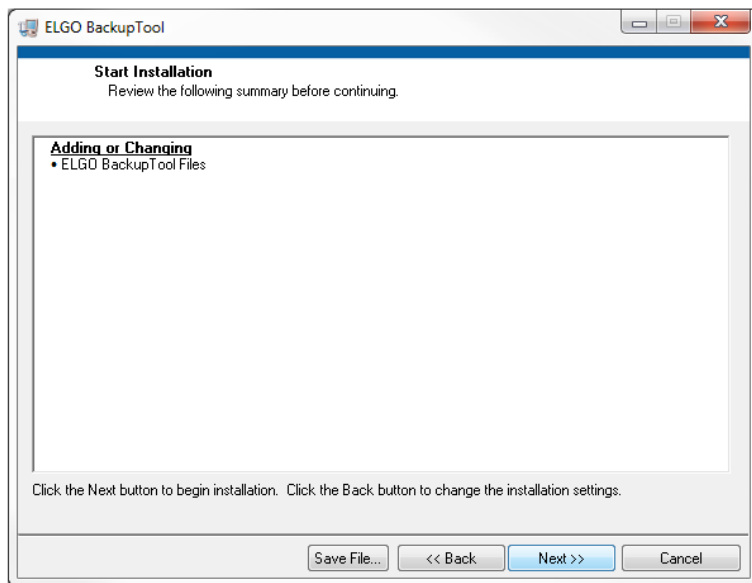 ELGO BackupTool
Start Installation
Review the following summary before continuing.
Adding or Changing
• ELGO BackupTool Files
Click the Next button to begin installation.  Click the Back button to change the installation settings.
Save File... << Back Next >> Cancel